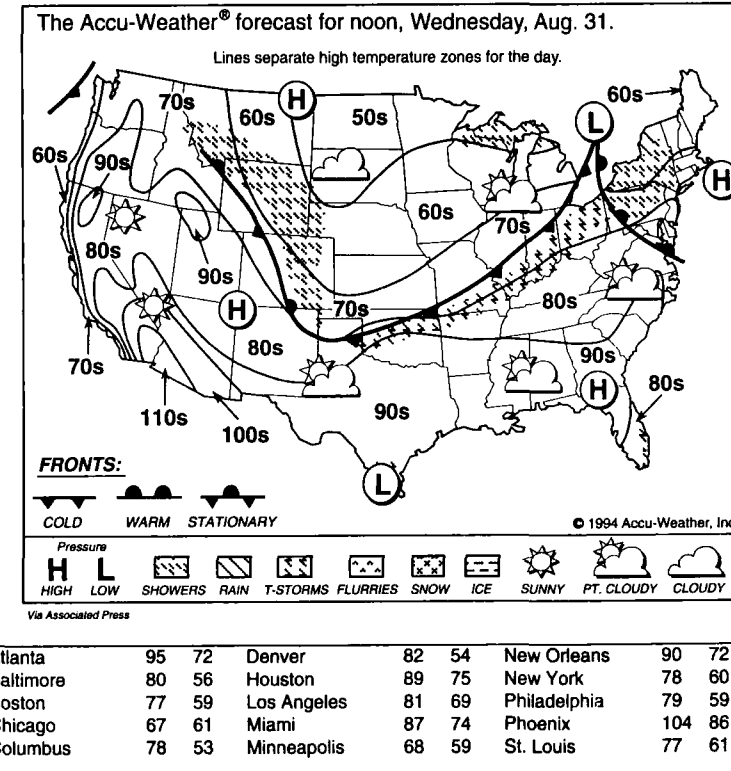 The Accu-Weather® forecast for noon, Wednesday, Aug. 31.
Lines separate high temperature zones for the day.
70s
60s
50s
60s
60s
90s
60s
70s
80s
90s
70s
80s
80s
90s
80s
70s
110s
100s
90s
H
L
H
H
H
L
FRONTS:
COLD WARM STATIONARY
© 1994 Accu-Weather, Inc
Pressure
H L
HIGH LOW SHOWERS RAIN T-STORMS FLURRIES SNOW ICE SUNNY PT. CLOUDY CLOUDY
Via Associated Press
tlanta 95 72 Denver 82 54 New Orleans 90 72
altimore 80 56 Houston 89 75 New York 78 60
oston 77 59 Los Angeles 81 69 Philadelphia 79 59
hicago 67 61 Miami 87 74 Phoenix 104 86
olumbus 78 53 Minneapolis 68 59 St. Louis 77 61